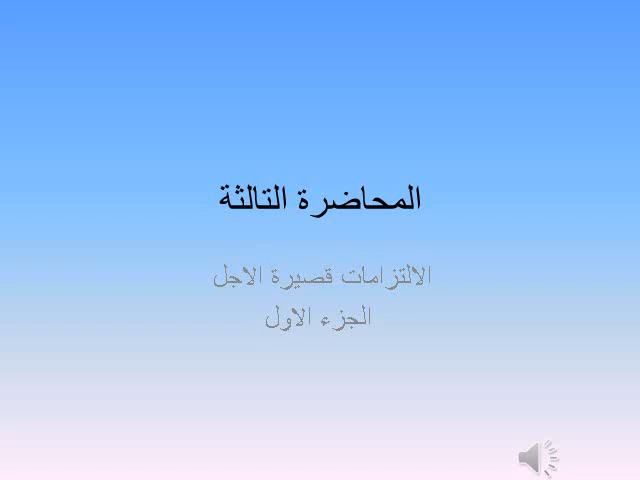 المحاضرة التالثة
الالتزامات قصيرة الاجل
الجزء الاول